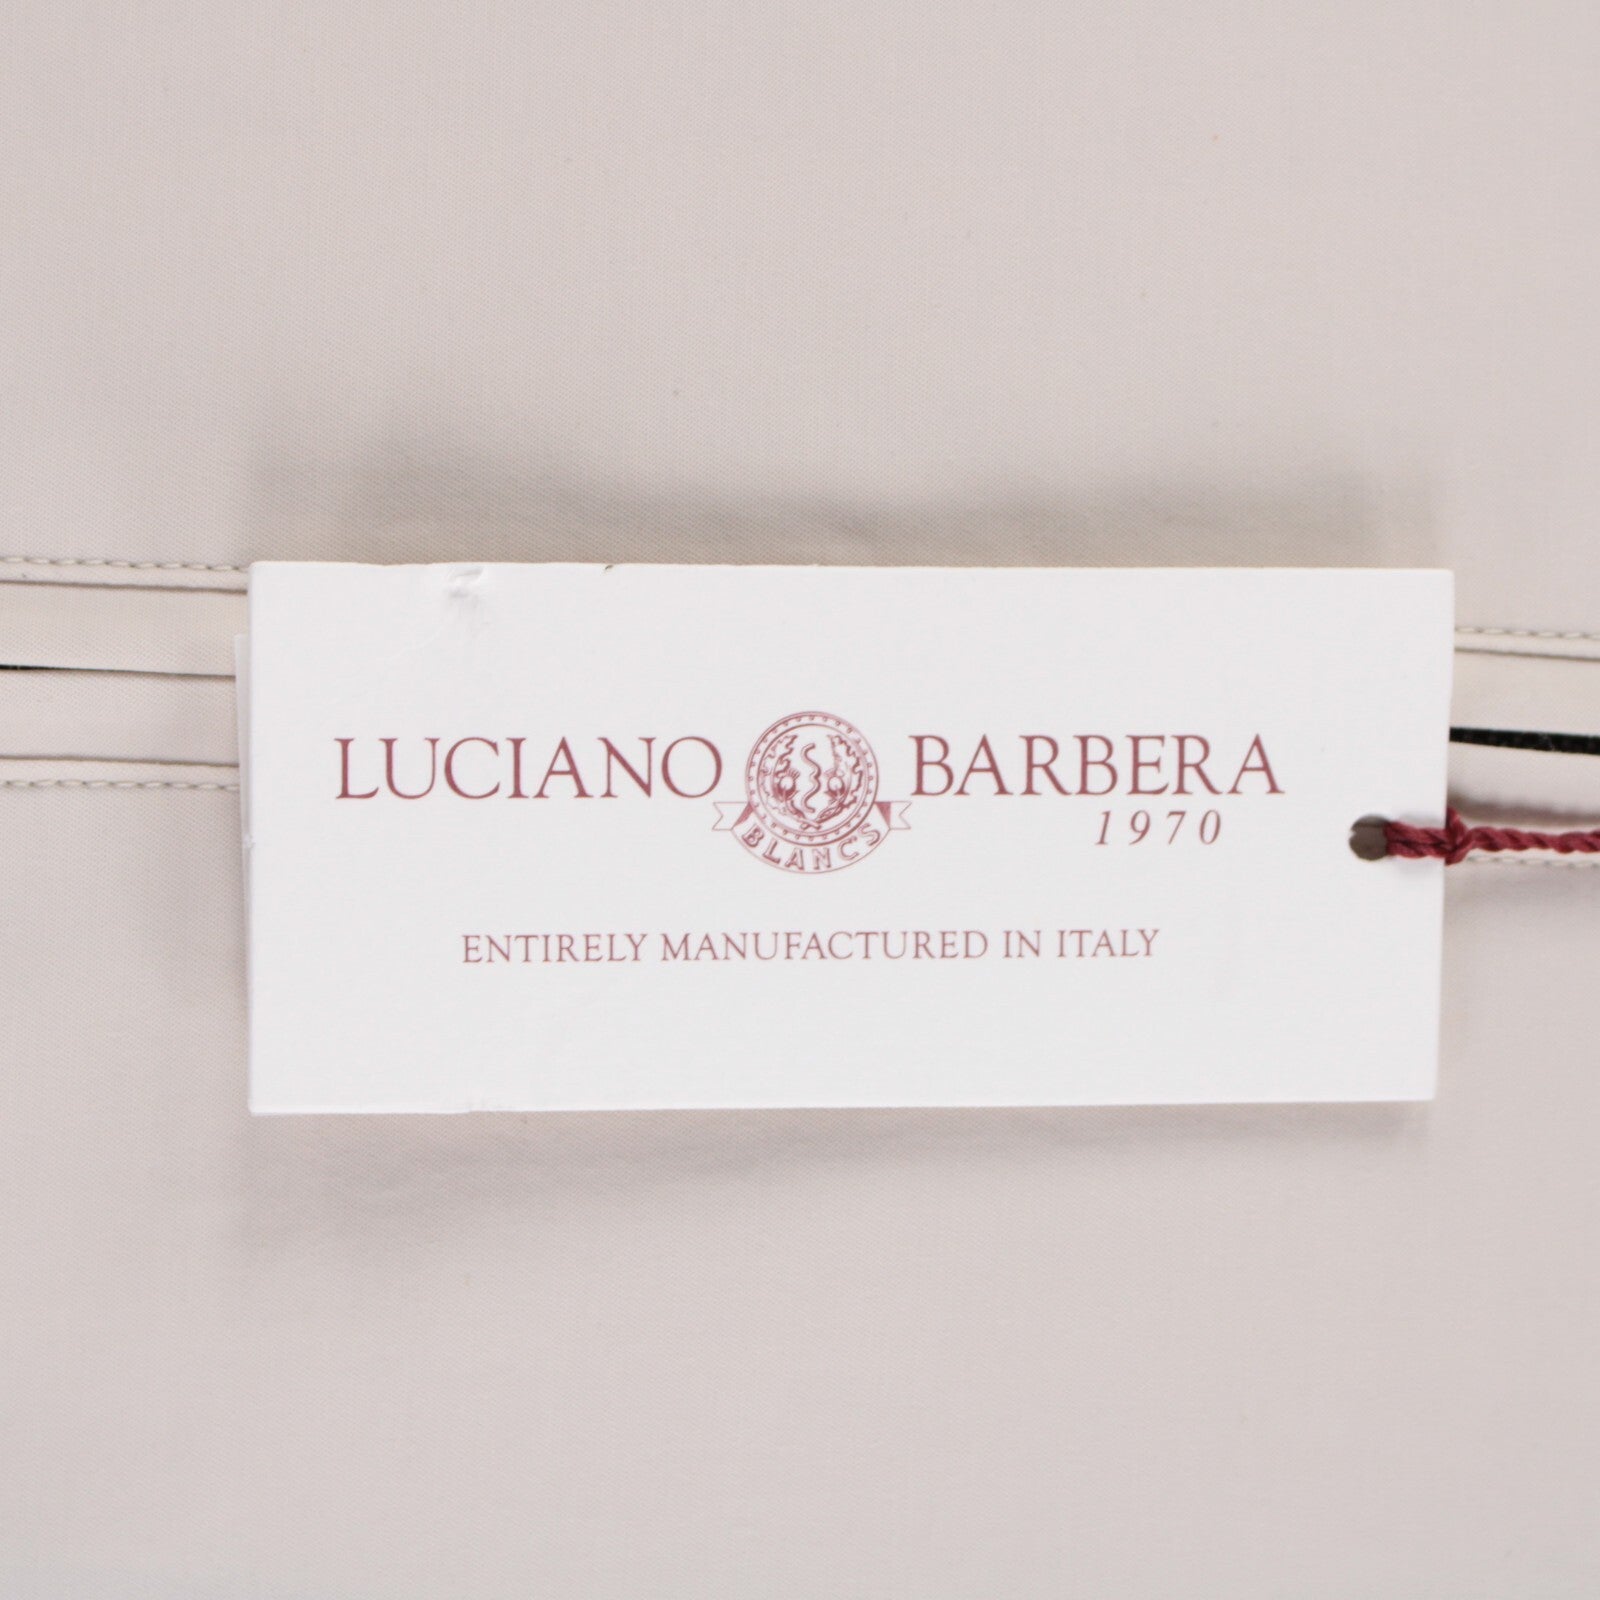 LUCIANO BARBERA
BLANCS
1970
ENTIRELY MANUFACTURED IN ITALY